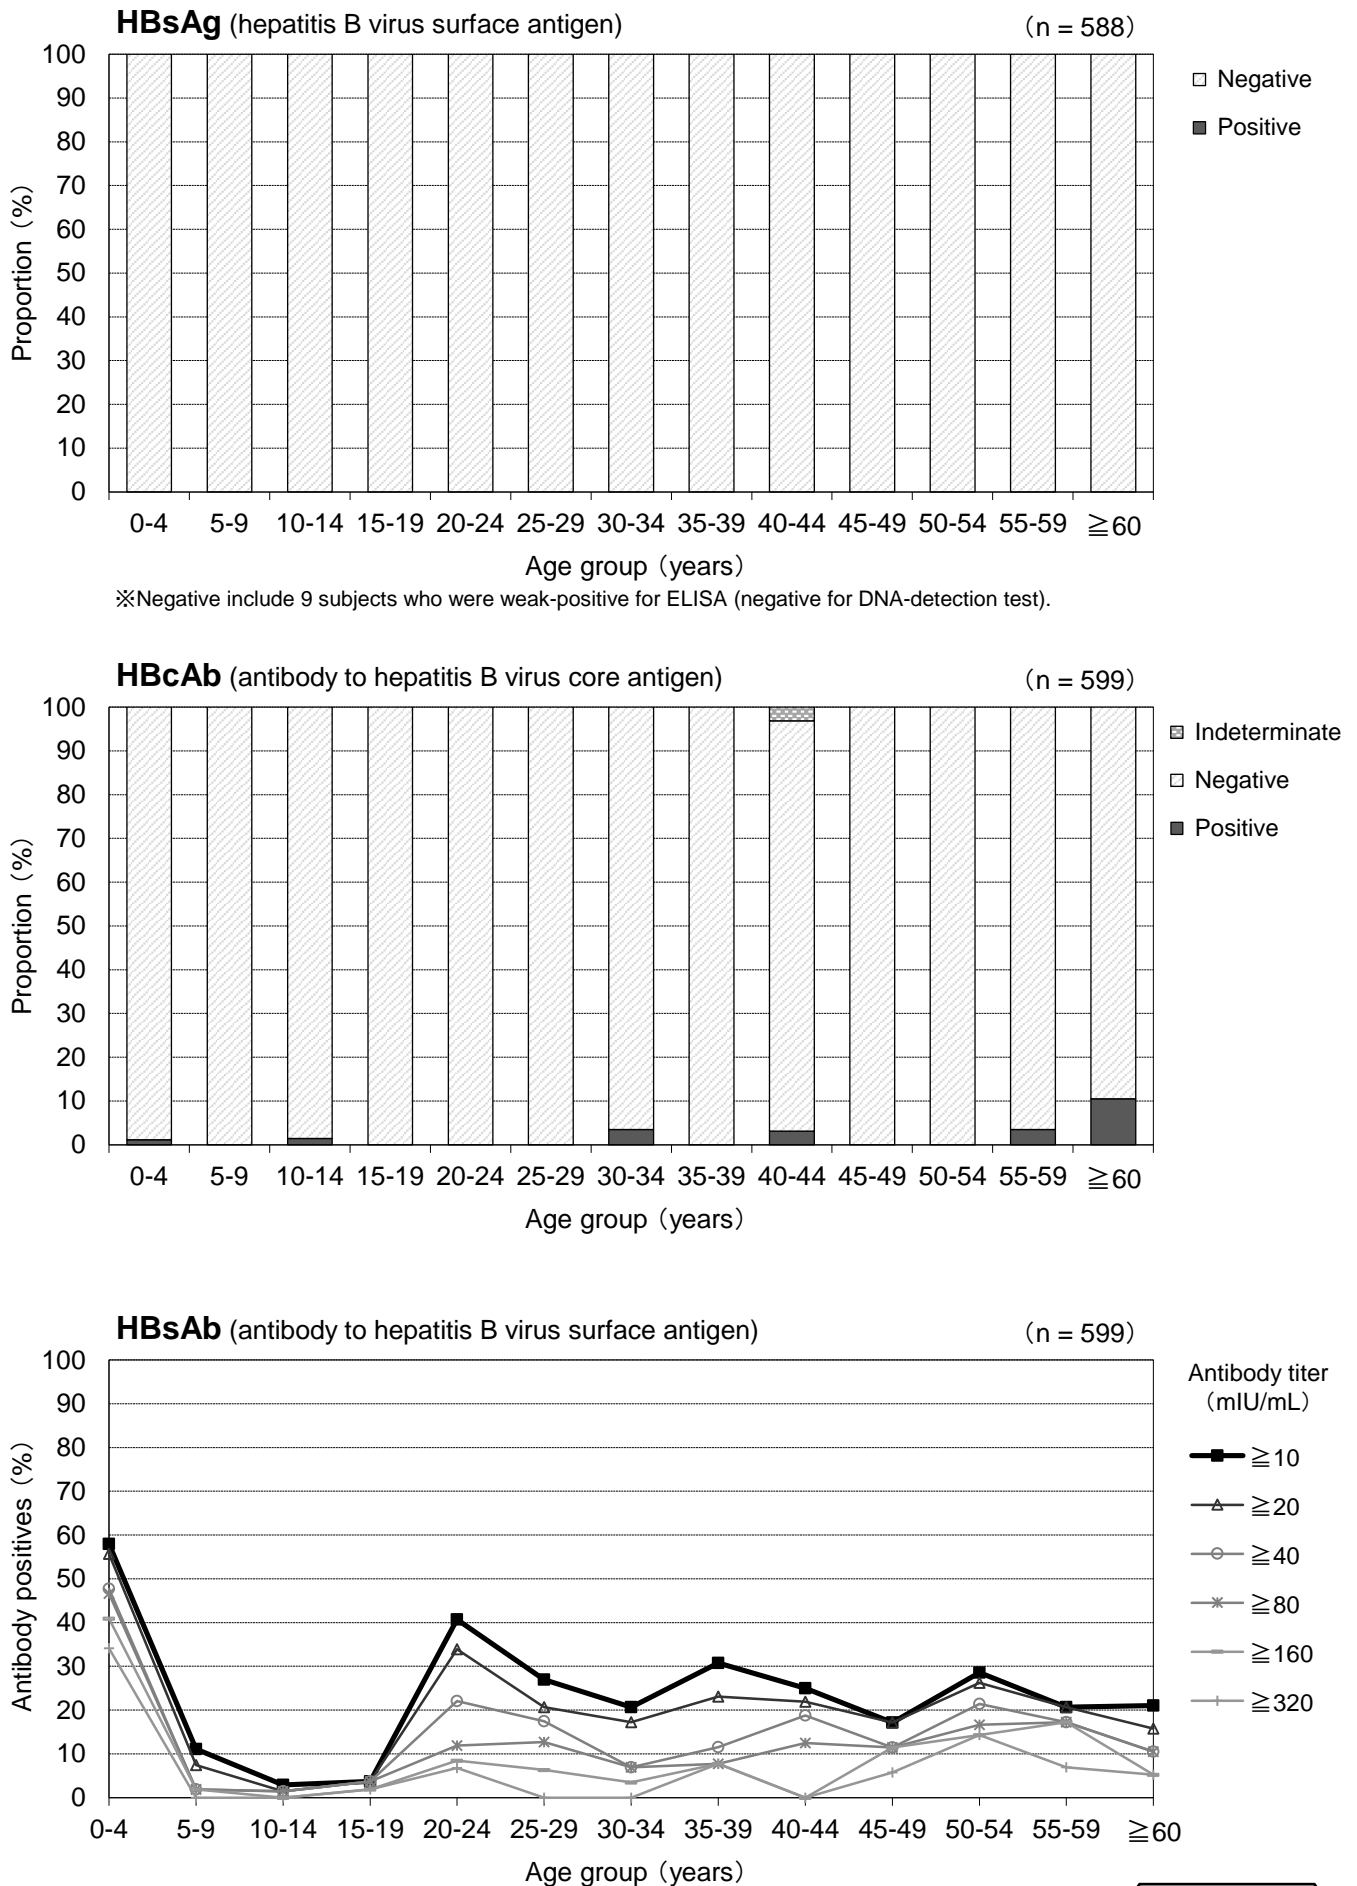 HBsAg (hepatitis B virus surface antigen) （n = 588）
100
90
80
70
60
50
40
30
20
10
0
Proportion （%）
Negative
Positive
0-4 5-9 10-14 15-19 20-24 25-29 30-34 35-39 40-44 45-49 50-54 55-59 ≧60
Age group （years）
※Negative include 9 subjects who were weak-positive for ELISA (negative for DNA-detection test).
HBcAb (antibody to hepatitis B virus core antigen) （n = 599）
100
90
80
70
60
50
40
30
20
10
0
Proportion （%）
Indeterminate
Negative
Positive
0-4 5-9 10-14 15-19 20-24 25-29 30-34 35-39 40-44 45-49 50-54 55-59 ≧60
Age group （years）
HBsAb (antibody to hepatitis B virus surface antigen) （n = 599）
100
90
80
70
60
50
40
30
20
10
0
Antibody positives （%）
Antibody titer
（mIU/mL）
≧10
≧20
≧40
≧80
≧160
≧320
0-4 5-9 10-14 15-19 20-24 25-29 30-34 35-39 40-44 45-49 50-54 55-59 ≧60
Age group （years）